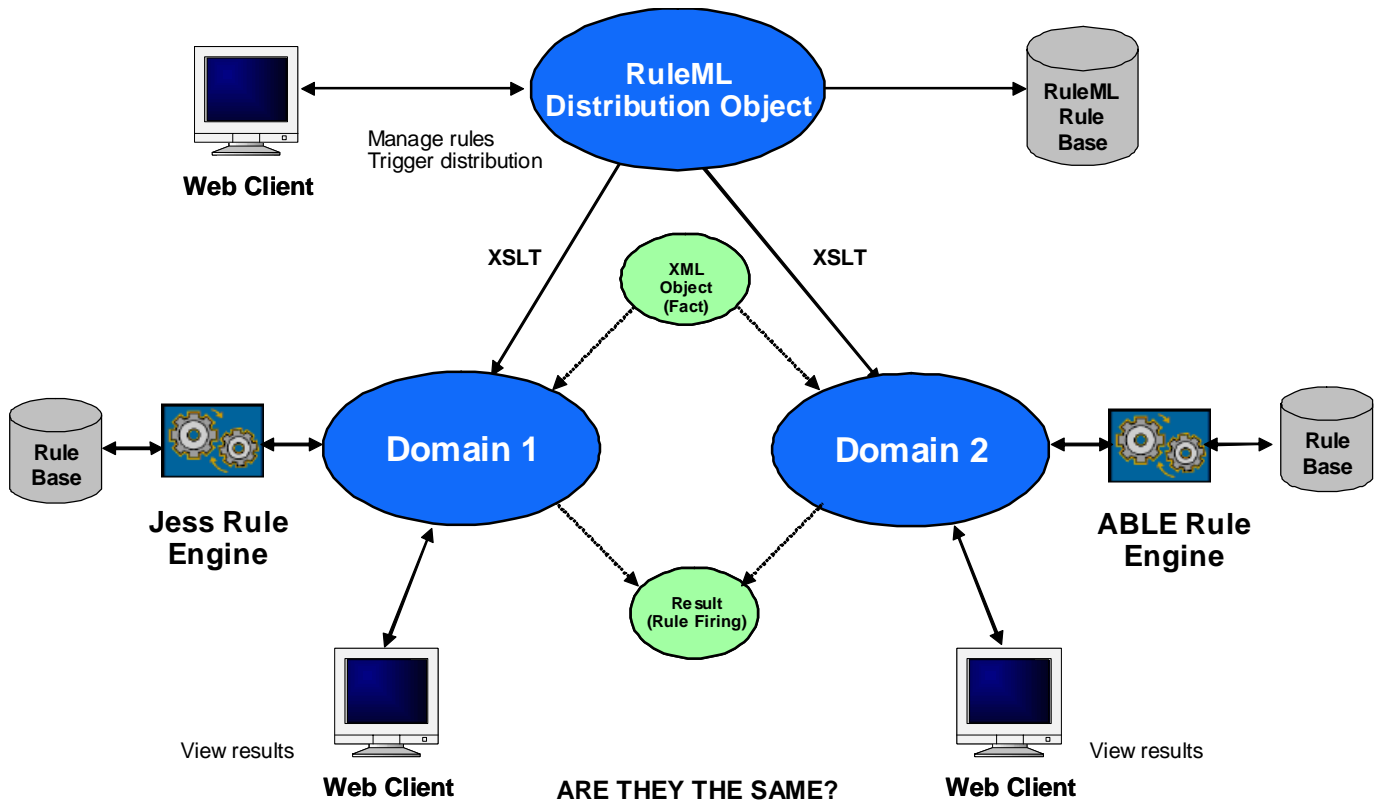 RuleML
Distribution Object
RuleML
Rule
Base
Manage rules
Trigger distribution
Web Client
XSLT
XSLT
XML
Object
(Fact)
Rule
Base
Domain 1
Domain 2
Rule
Base
Jess Rule
Engine
ABLE Rule
Engine
Result
(Rule Firing)
View results
View results
Web Client
ARE THEY THE SAME?
Web Client